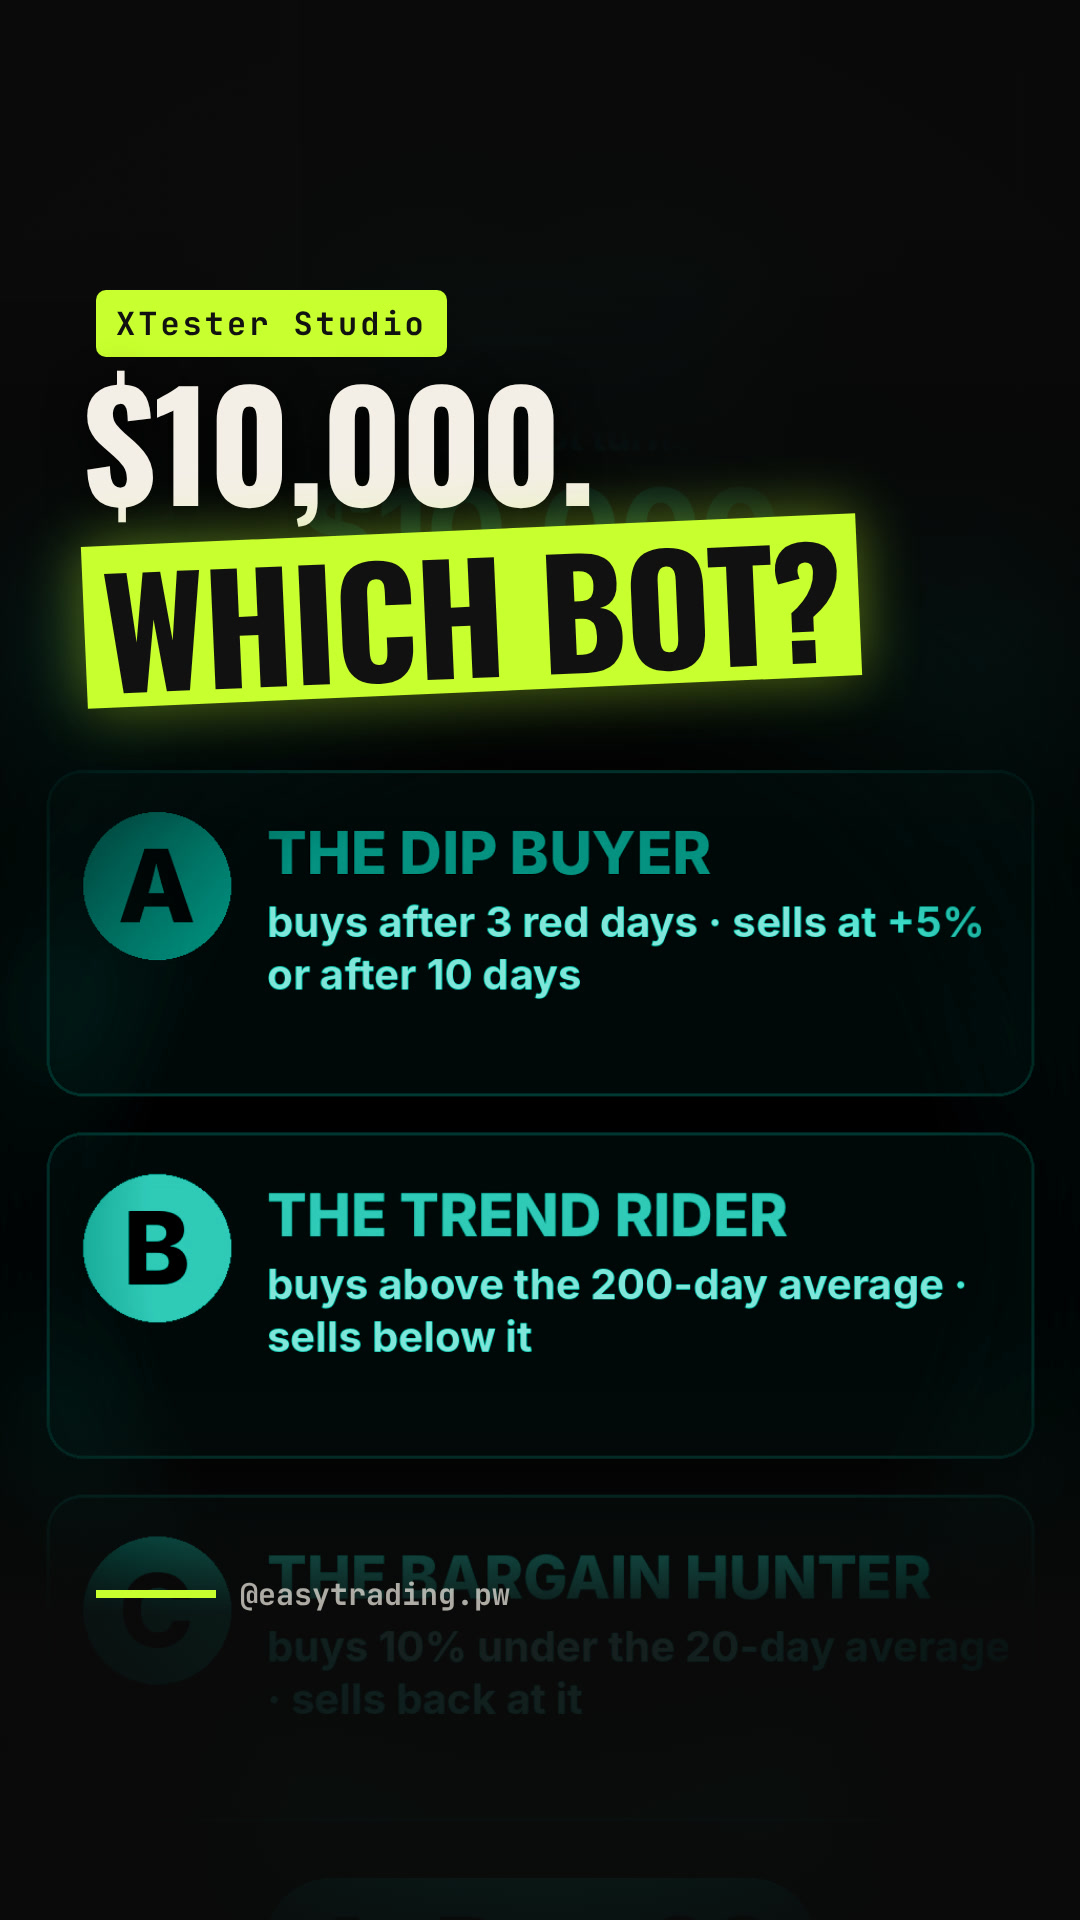 XTester Studio
$10,000.
WHICH BOT?
A
THE DIP BUYER
buys after 3 red days · sells at +5%
or after 10 days
B
THE TREND RIDER
buys above the 200-day average ·
sells below it
C
THE BARGAIN HUNTER
@easytrading.pw
buys 10% under the 20-day average
· sells back at it